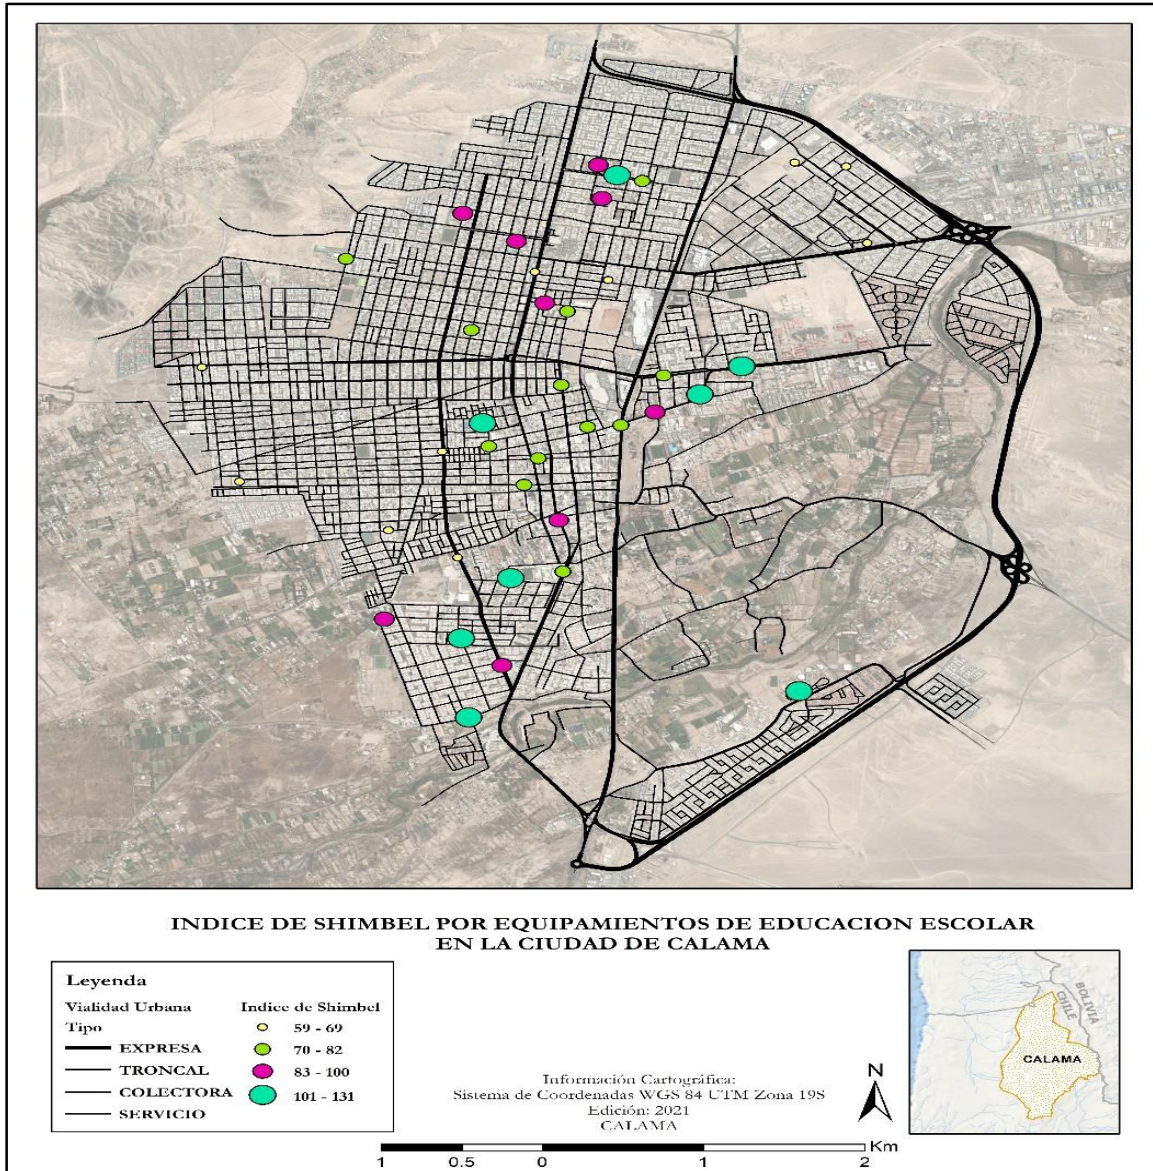 INDICE DE SHIMBEL POR EQUIPAMIENTOS DE EDUCACION ESCOLAR
EN LA CIUDAD DE CALAMA
Leyenda
Vialidad Urbana
Tipo
EXPRESA
TRONCAL
COLECTORA
SERVICIO
Indice de Shimbel
59 - 69
70 - 82
83 - 100
101 - 131
Información Cartográfica:
Sistema de Coordenadas WGS 84 UTM Zona 19S
Edición: 2021
CALAMA
N
Km
1 0.5 0 1 2
BOLIVIA
CHILE
CALAMA